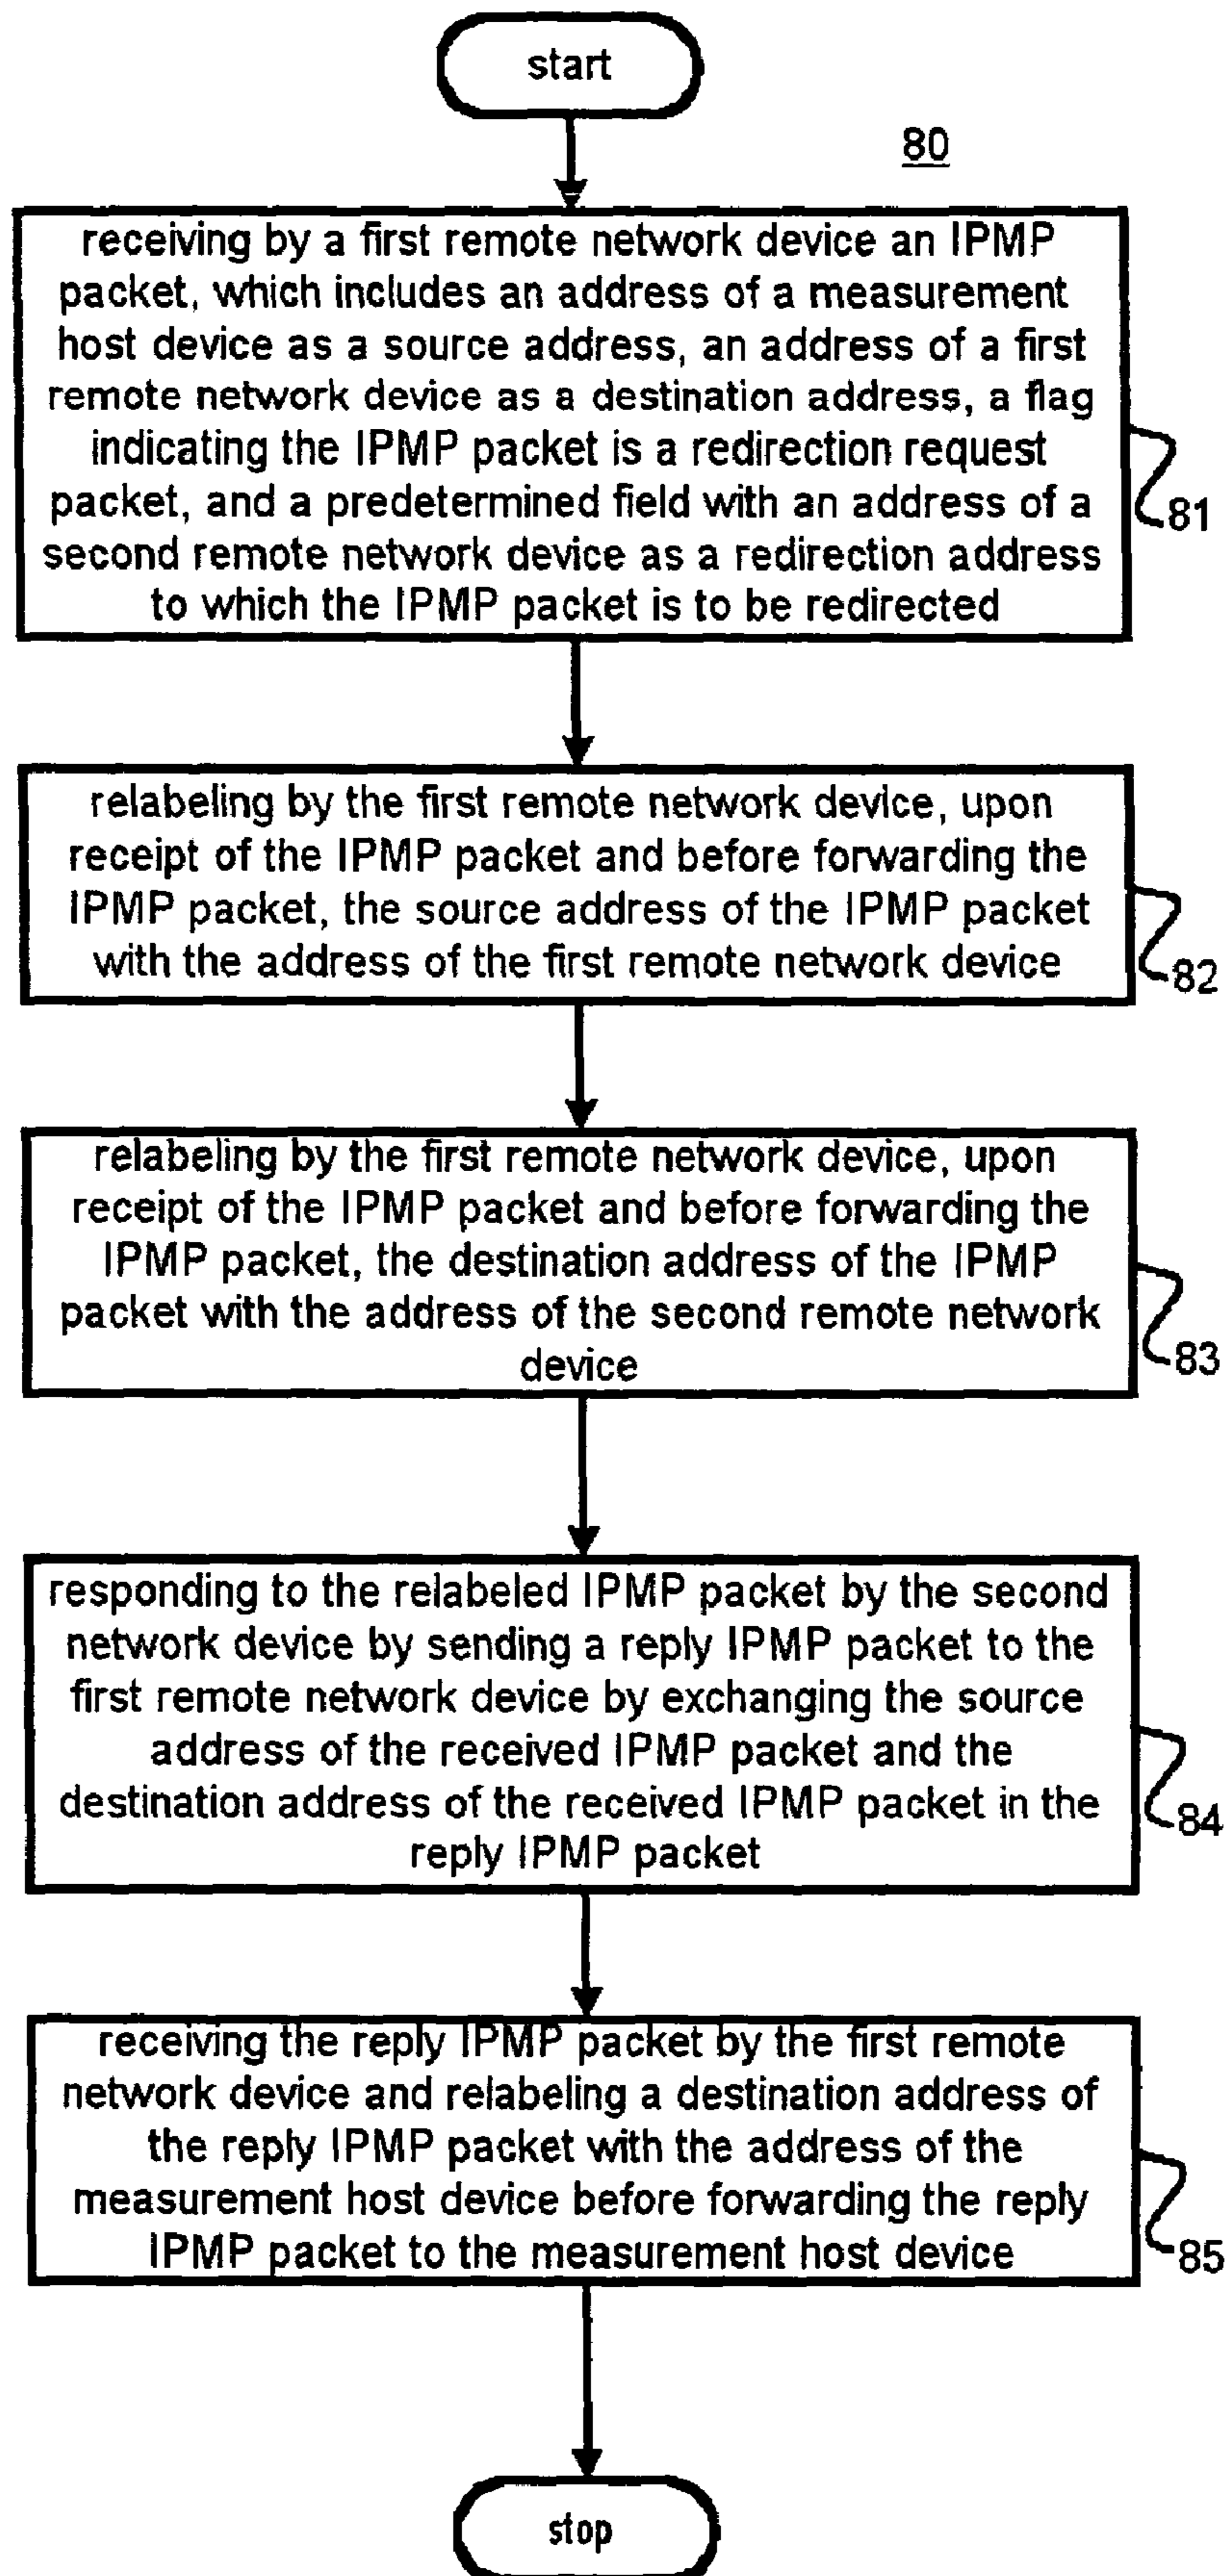 start
80
receiving by a first remote network device an IPMP
packet, which includes an address of a measurement
host device as a source address, an address of a first
remote network device as a destination address, a flag
indicating the IPMP packet is a redirection request
packet, and a predetermined field with an address of a
second remote network device as a redirection address
to which the IPMP packet is to be redirected
81
relabeling by the first remote network device, upon
receipt of the IPMP packet and before forwarding the
IPMP packet, the source address of the IPMP packet
with the address of the first remote network device
82
relabeling by the first remote network device, upon
receipt of the IPMP packet and before forwarding the
IPMP packet, the destination address of the IPMP
packet with the address of the second remote network
device
83
responding to the relabeled IPMP packet by the second
network device by sending a reply IPMP packet to the
first remote network device by exchanging the source
address of the received IPMP packet and the
destination address of the received IPMP packet in the
reply IPMP packet
84
receiving the reply IPMP packet by the first remote
network device and relabeling a destination address of
the reply IPMP packet with the address of the
measurement host device before forwarding the reply
IPMP packet to the measurement host device
85
stop